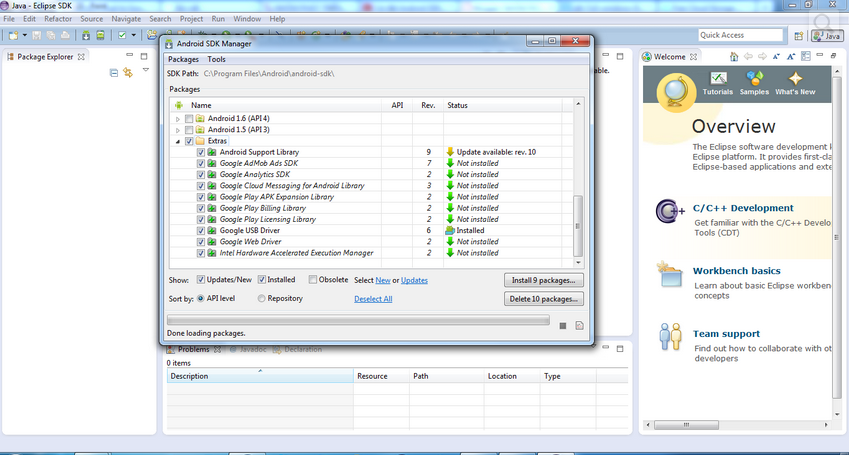 Java - Eclipse SDK
File Edit Refactor Source Navigate Search Project Run Window Help
Quick Access
Java
Package Explorer
Android SDK Manager
Packages Tools
SDK Path: C:\Program Files\Android\android-sdk\
Packages
Name API Rev. Status
Android 1.6 (API 4)
Android 1.5 (API 3)
Extras
Android Support Library 9 Update available: rev. 10
Google AdMob Ads SDK 7 Not installed
Google Analytics SDK 2 Not installed
Google Cloud Messaging for Android Library 3 Not installed
Google Play APK Expansion Library 2 Not installed
Google Play Billing Library 2 Not installed
Google Play Licensing Library 2 Not installed
Google USB Driver 6 Installed
Google Web Driver 2 Not installed
Intel Hardware Accelerated Execution Manager 2 Not installed
Show: Updates/New Installed Obsolete Select New or Updates
Install 9 packages...
Sort by: API level Repository
Deselect All
Delete 10 packages...
Done loading packages.
able.
Problems Javadoc Declaration
0 items
Description Resource Path Location Type
Welcome
Tutorials Samples What's New
Overview
The Eclipse software development
Eclipse platform. It provides first-cla
Eclipse-based applications and exte
C/C++ Development
Get familiar with the C/C++ Develo
Tools (CDT)
Workbench basics
Learn about basic Eclipse workben
concepts
Team support
Find out how to collaborate with ot
developers